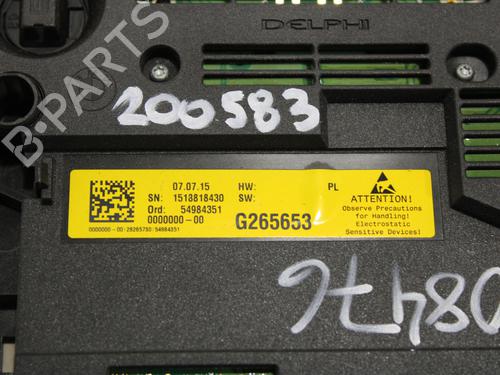 DELPHI
200583
B-PARTS
07.07.15 HW: PL
SN: 1518818430 SW:
Ord: 54984351
0000000-00 G265653
0000000-00:28265730:54984351
ATTENTION!
Observe Precautions
for Handling!
Electrostatic
Sensitive Devices!